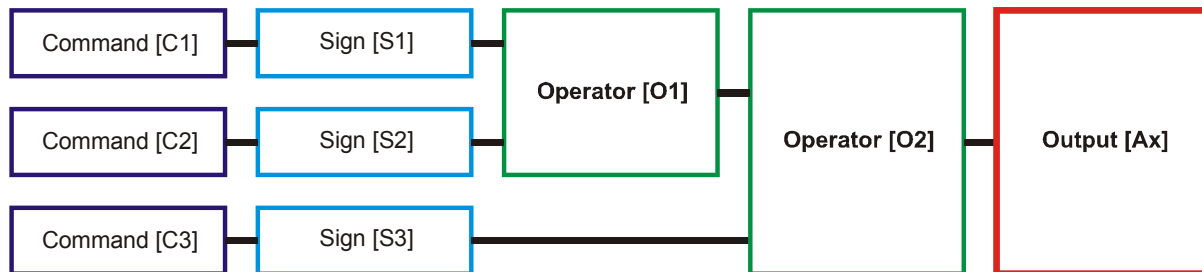 Command [C1]
Sign [S1]
Operator [O1]
Command [C2]
Sign [S2]
Operator [O2]
Output [Ax]
Command [C3]
Sign [S3]